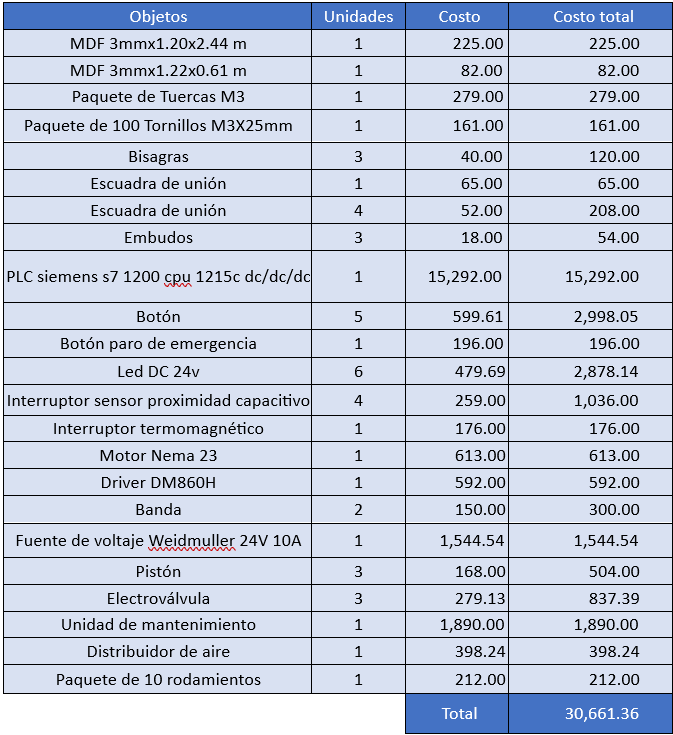 Objetos Unidades Costo Costo total
MDF 3mmx1.20x2.44 m 1 225.00 225.00
MDF 3mmx1.22x0.61 m 1 82.00 82.00
Paquete de Tuercas M3 1 279.00 279.00
Paquete de 100 Tornillos M3X25mm 1 161.00 161.00
Bisagras 3 40.00 120.00
Escuadra de unión 1 65.00 65.00
Escuadra de unión 4 52.00 208.00
Embudos 3 18.00 54.00
PLC siemens s7 1200 cpu 1215c dc/dc/dc 1 15,292.00 15,292.00
Botón 5 599.61 2,998.05
Botón paro de emergencia 1 196.00 196.00
Led DC 24v 6 479.69 2,878.14
Interruptor sensor proximidad capacitivo 4 259.00 1,036.00
Interruptor termomagnético 1 176.00 176.00
Motor Nema 23 1 613.00 613.00
Driver DM860H 1 592.00 592.00
Banda 2 150.00 300.00
Fuente de voltaje Weidmuller 24V 10A 1 1,544.54 1,544.54
Pistón 3 168.00 504.00
Electroválvula 3 279.13 837.39
Unidad de mantenimiento 1 1,890.00 1,890.00
Distribuidor de aire 1 398.24 398.24
Paquete de 10 rodamientos 1 212.00 212.00
Total 30,661.36